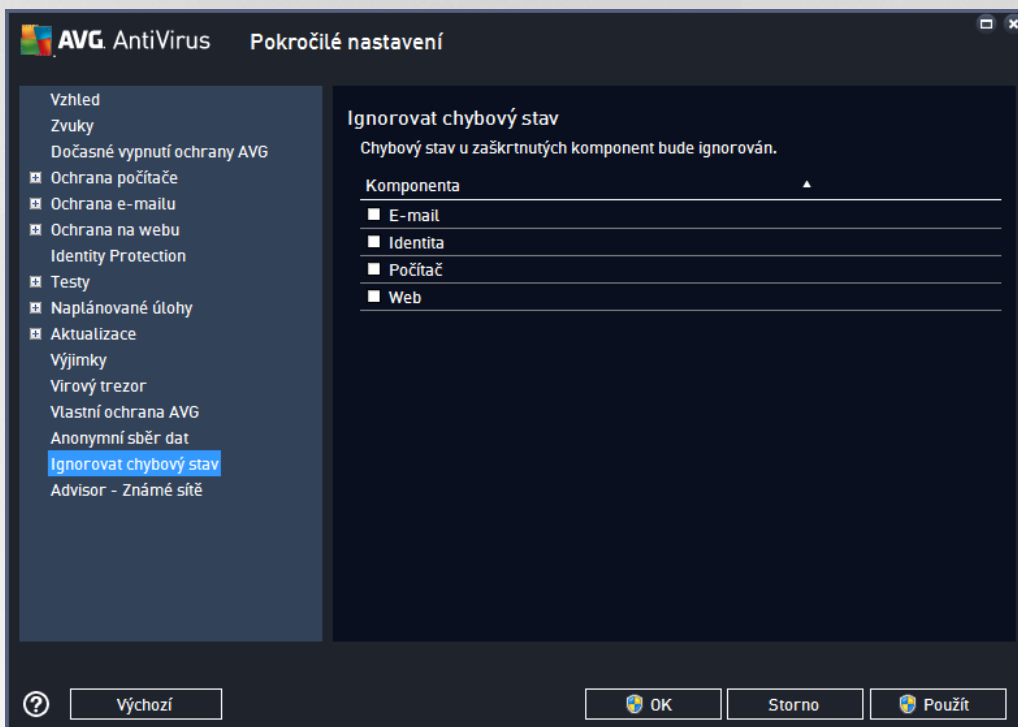 AVG AntiVirus Pokročilé nastavení
Vzhled
Zvuky
Dočasné vypnutí ochrany AVG
Ochrana počítače
Ochrana e-mailu
Ochrana na webu
Identity Protection
Testy
Naplánované úlohy
Aktualizace
Výjimky
Virový trezor
Vlastní ochrana AVG
Anonymní sběr dat
Ignorovat chybový stav
Advisor - Známé sítě
Ignorovat chybový stav
Chybový stav u zaškrtnutých komponent bude ignorován.
Komponenta
E-mail
Identita
Počítač
Web
Výchozí
OK
Storno
Použít